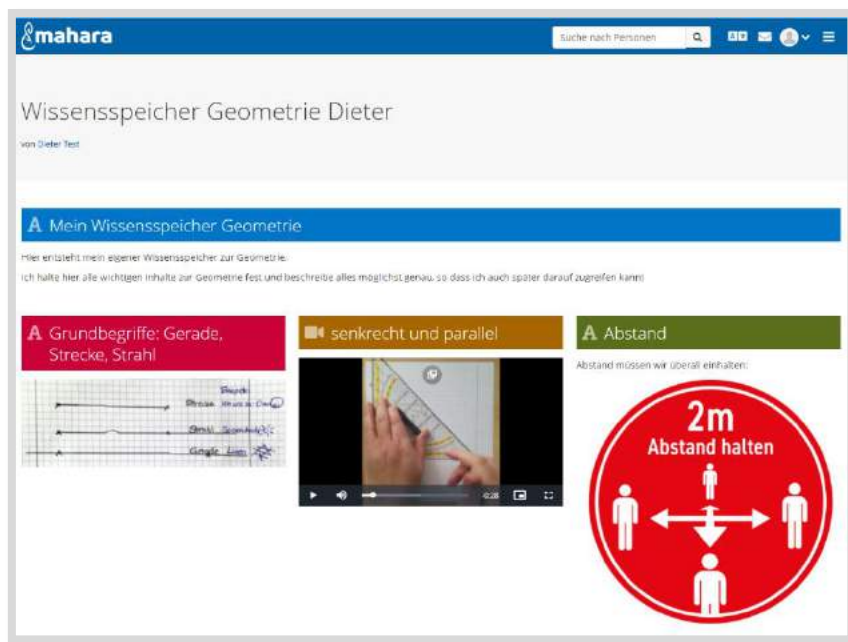 mahara
Suche nach Personen
Wissensspeicher Geometrie Dieter
von Dieter Test
A Mein Wissensspeicher Geometrie
Hier entsteht mein eigener Wissensspeicher zur Geometrie.
Ich halte hier alle wichtigen Inhalte zur Geometrie fest und beschreibe alles möglichst genau, so dass ich auch später darauf zugreifen kann!
A Grundbegriffe: Gerade,
Strecke, Strahl
senkrecht und parallel
-0:28
A Abstand
Abstand müssen wir überall einhalten:
2m
Abstand halten